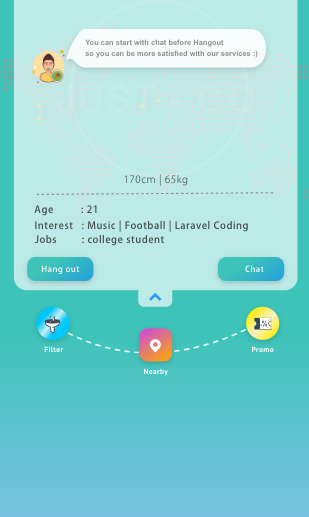 You can start with chat before Hangout
so you can be more satisfied with our services :)
JUST - GO
170cm | 65kg
Age : 21
Interest : Music | Football | Laravel Coding
Jobs : college student
Hang out
Chat
Filter
Promo
Nearby